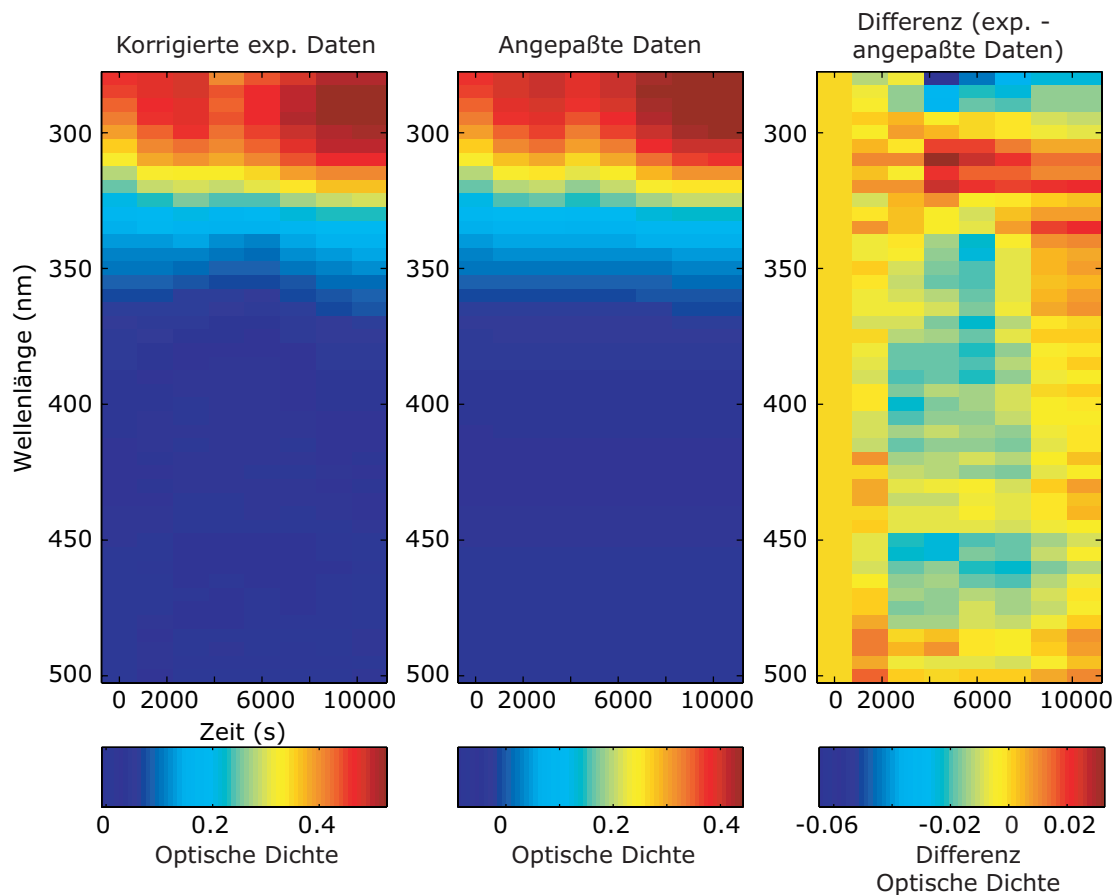 Korrigierte exp. Daten
Angepaßte Daten
Differenz (exp. -
angepaßte Daten)
Wellenlänge (nm)
300
350
400
450
500
0 2000 6000 10000
Zeit (s)
300
350
400
450
500
0 2000 6000 10000
300
350
400
450
500
0 2000 6000 10000
0 0.2 0.4
Optische Dichte
0 0.2 0.4
Optische Dichte
-0.06 -0.02 0 0.02
Differenz
Optische Dichte